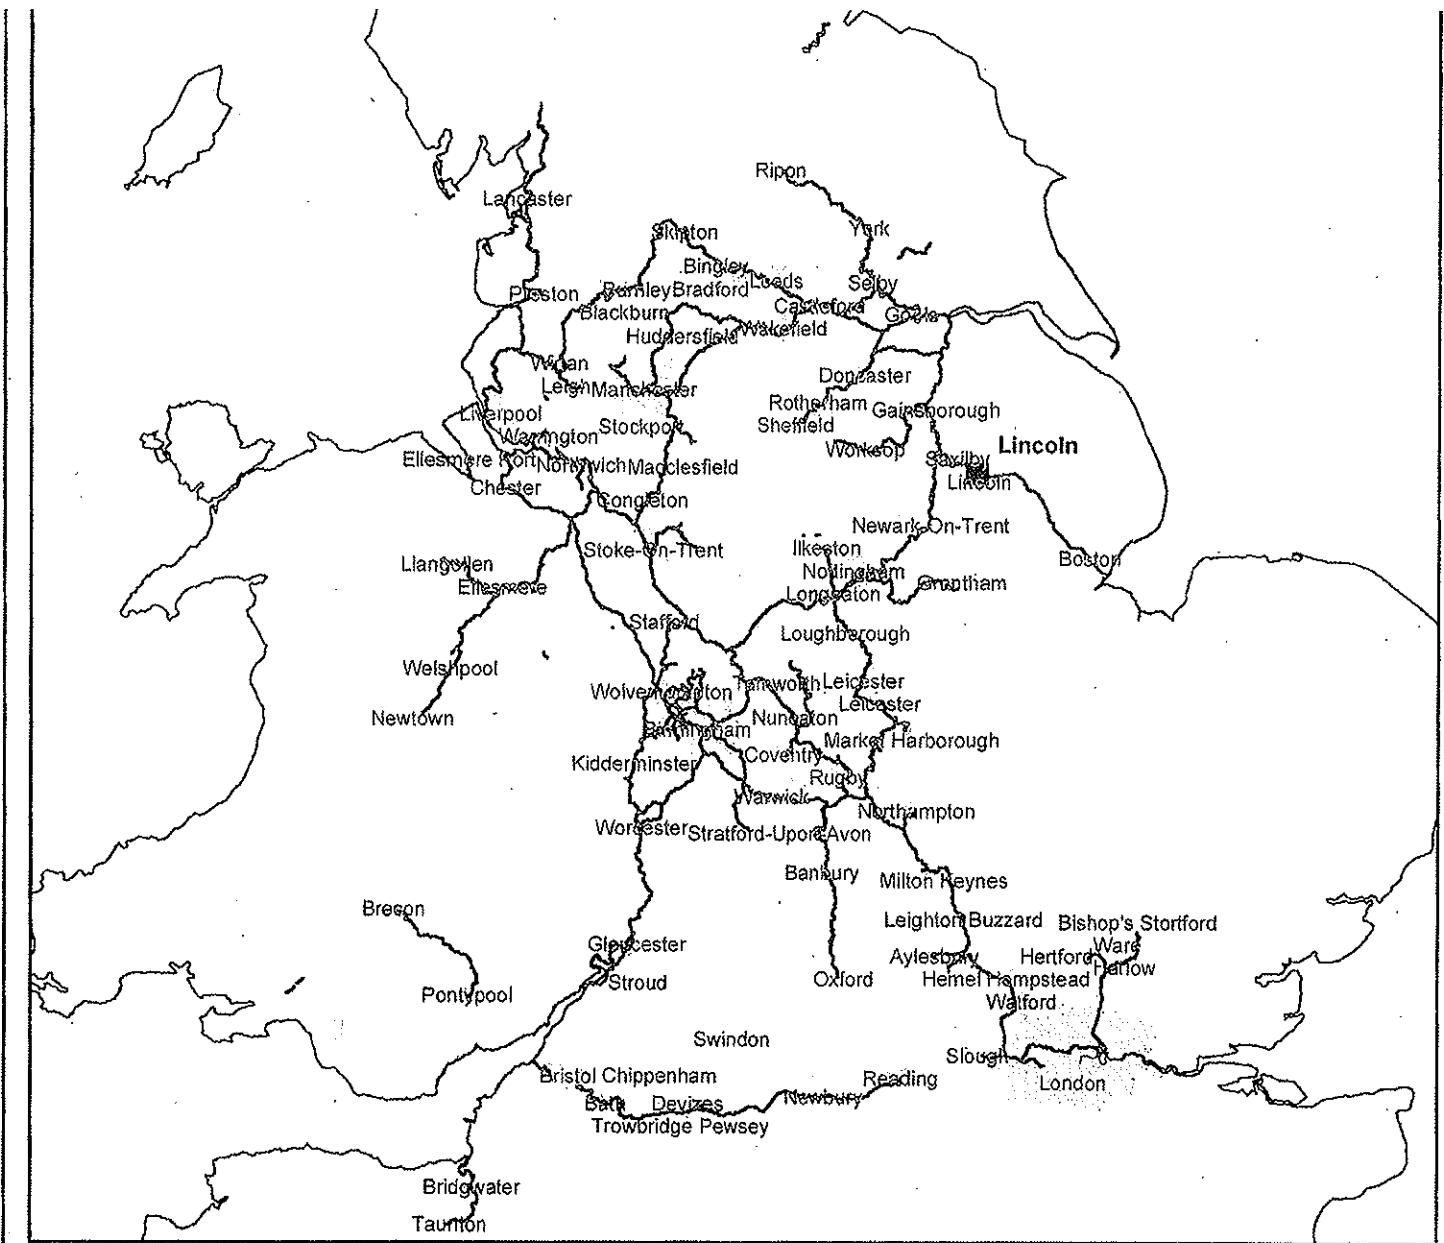 Ripon
Lancaster
York
Skipton
Bingley
Leeds
Selby
Preston
Burnley
Bradford
Castleford
Goole
Blackburn
Wakefield
Huddersfield
Wigan
Leigh
Manchester
Doncaster
Rotherham
Gainsborough
Liverpool
Stockport
Sheffield
Warrington
Worksop
Lincoln
Ellesmere Port
Northwich
Macclesfield
Saxilby
Chester
Lincoln
Congleton
Newark-On-Trent
Stoke-On-Trent
Ilkeston
Boston
Llangollen
Nottingham
Ellesmere
Grantham
Long Eaton
Stafford
Loughborough
Welshpool
Wolverhampton
Tamworth
Leicester
Leicester
Newtown
Nuneaton
Birmingham
Market Harborough
Coventry
Kidderminster
Rugby
Warwick
Northampton
Worcester
Stratford-Upon-Avon
Banbury
Milton Keynes
Brecon
Leighton Buzzard
Bishop's Stortford
Gloucester
Ware
Aylesbury
Hertford
Harlow
Stroud
Oxford
Hemel Hempstead
Pontypool
Watford
Swindon
Slough
Bristol
Chippenham
Reading
London
Bath
Devizes
Newbury
Trowbridge
Pewsey
Bridgwater
Taunton